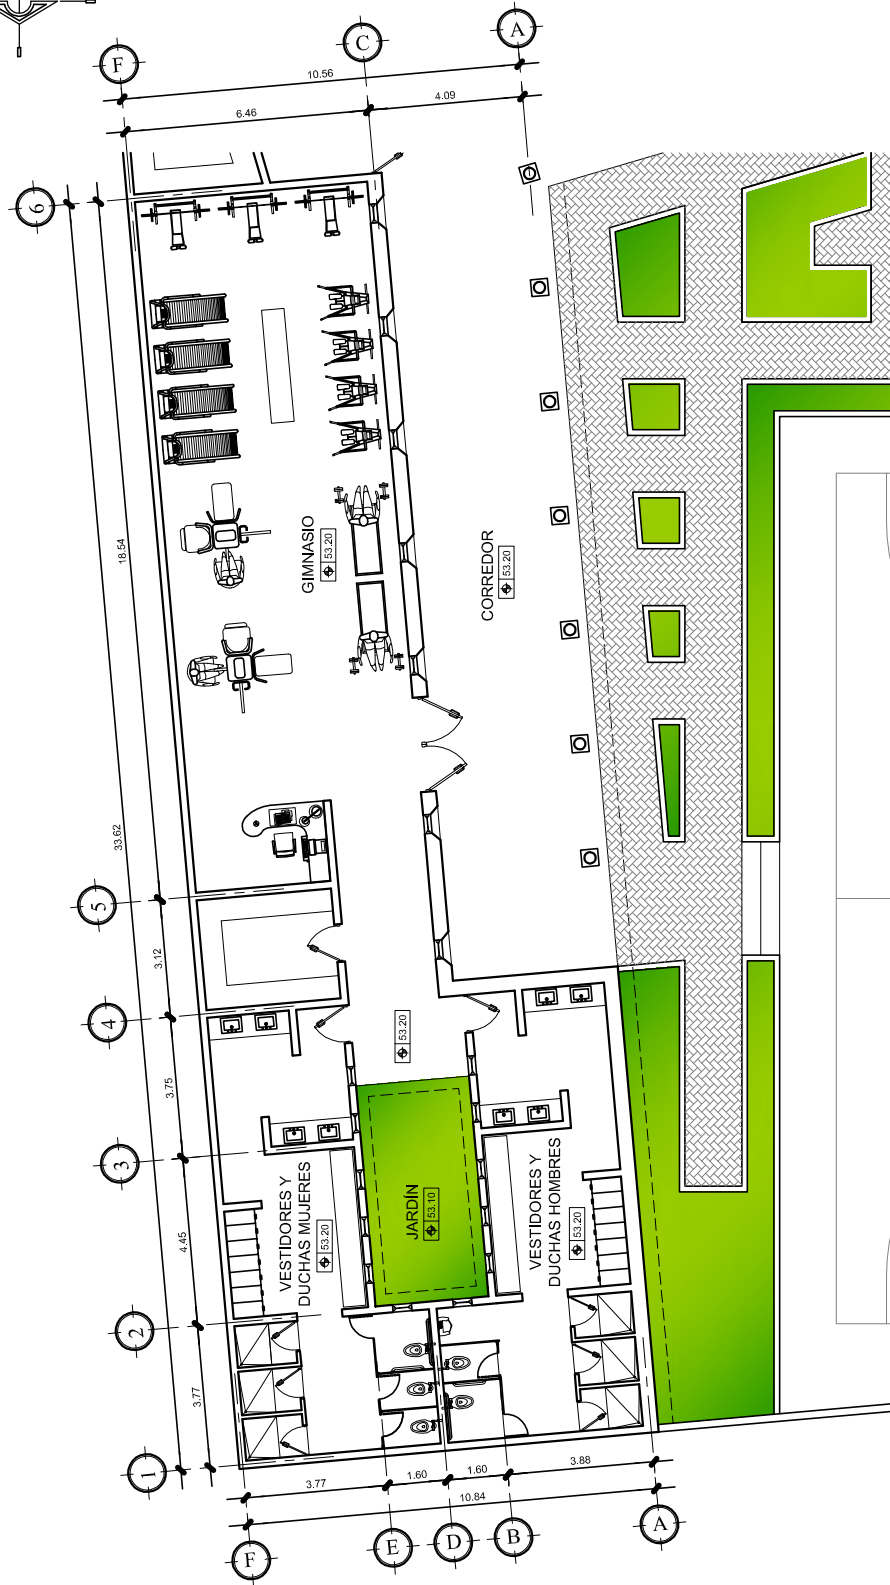 F
C
A
10.56
6.46
4.09
6
18.54
33.62
GIMNASIO
53.20
CORREDOR
53.20
5
3.12
4
53.20
3.75
3
VESTIDORES Y
DUCHAS MUJERES
53.20
JARDÍN
53.10
VESTIDORES Y
DUCHAS HOMBRES
53.20
4.45
2
3.77
1
3.77
1.60
1.60
3.88
10.84
F
E
D
B
A